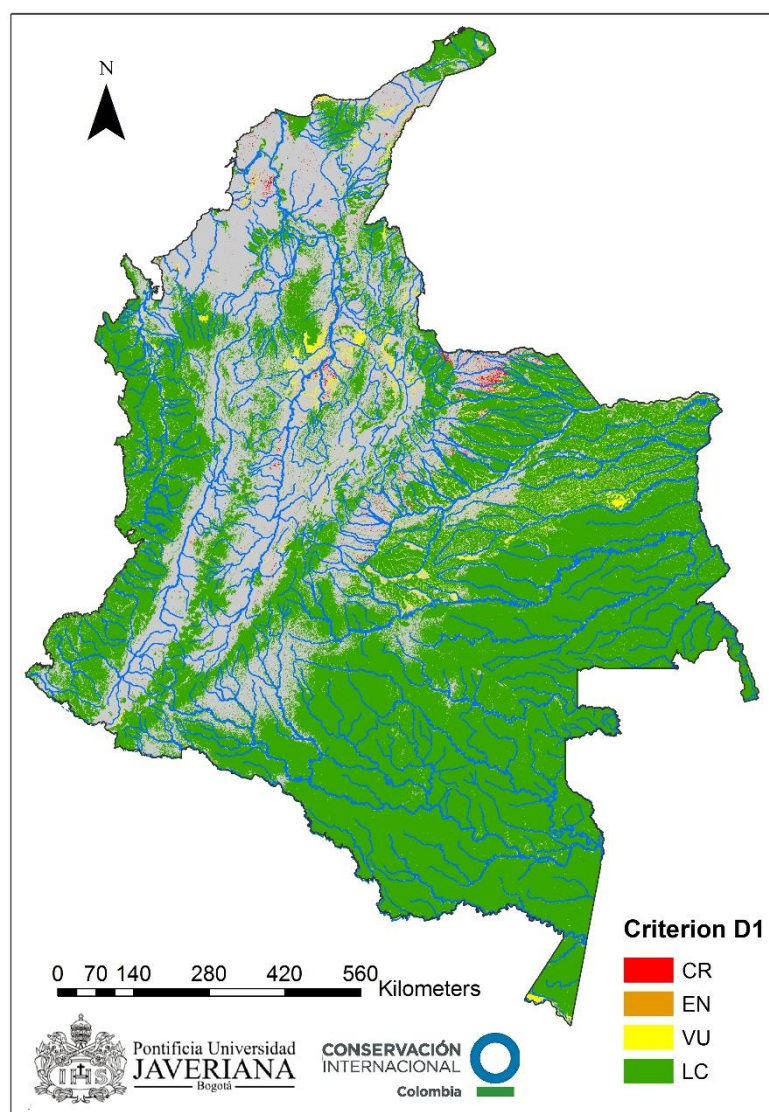 N
Criterion D1
CR
EN
VU
LC
0 70 140 280 420 560 Kilometers
IHS
Pontificia Universidad
JAVERIANA
Bogotá
CONSERVACIÓN
INTERNACIONAL
Colombia